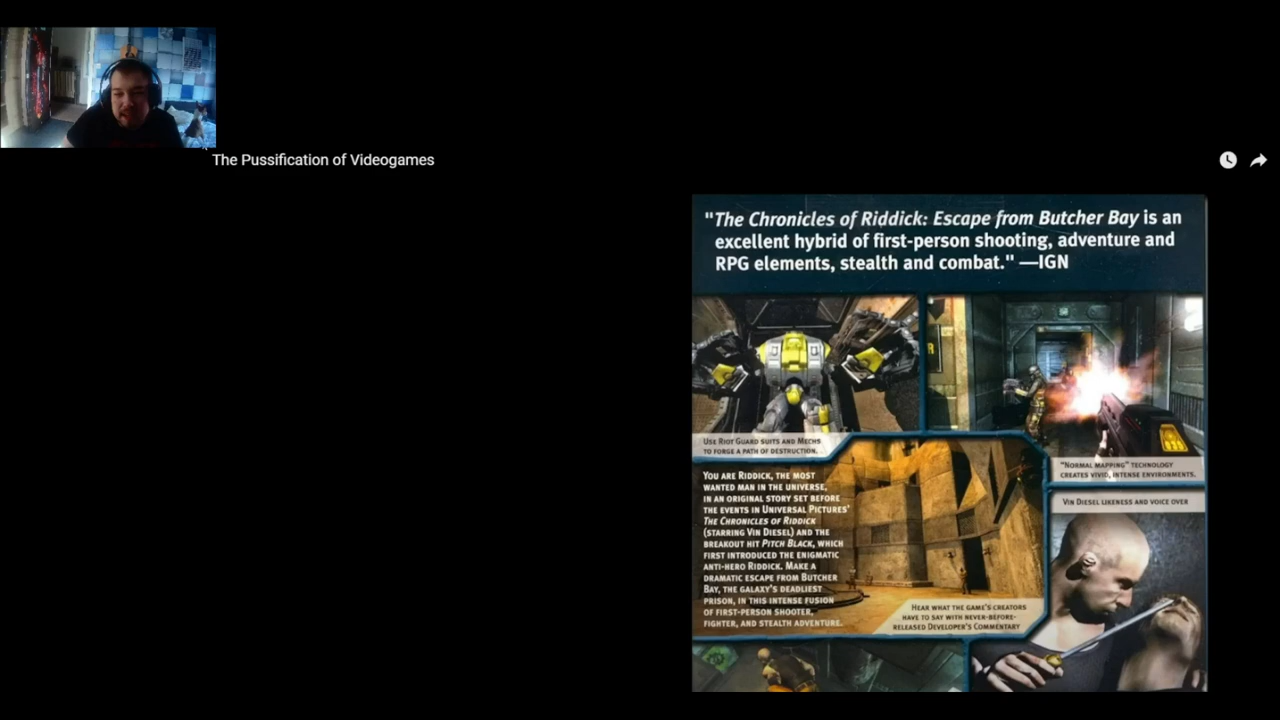 The Pussification of Videogames
"The Chronicles of Riddick: Escape from Butcher Bay is an
excellent hybrid of first-person shooting, adventure and
RPG elements, stealth and combat." —IGN
USE RIOT GUARD SUITS AND MECHS
TO FORGE A PATH OF DESTRUCTION.
"NORMAL MAPPING" TECHNOLOGY
CREATES VIVID, INTENSE ENVIRONMENTS.
YOU ARE RIDDICK, THE MOST
WANTED MAN IN THE UNIVERSE,
IN AN ORIGINAL STORY SET BEFORE
THE EVENTS IN UNIVERSAL PICTURES'
THE CHRONICLES OF RIDDICK
(STARRING VIN DIESEL) AND THE
BREAKOUT HIT PITCH BLACK, WHICH
FIRST INTRODUCED THE ENIGMATIC
ANTI-HERO RIDDICK. MAKE A
DRAMATIC ESCAPE FROM BUTCHER
BAY, THE GALAXY'S DEADLIEST
PRISON, IN THIS INTENSE FUSION
OF FIRST-PERSON SHOOTER,
FIGHTER, AND STEALTH ADVENTURE.
VIN DIESEL LIKENESS AND VOICE OVER
HEAR WHAT THE GAME'S CREATORS
HAVE TO SAY WITH NEVER-BEFORE-
RELEASED DEVELOPER'S COMMENTARY